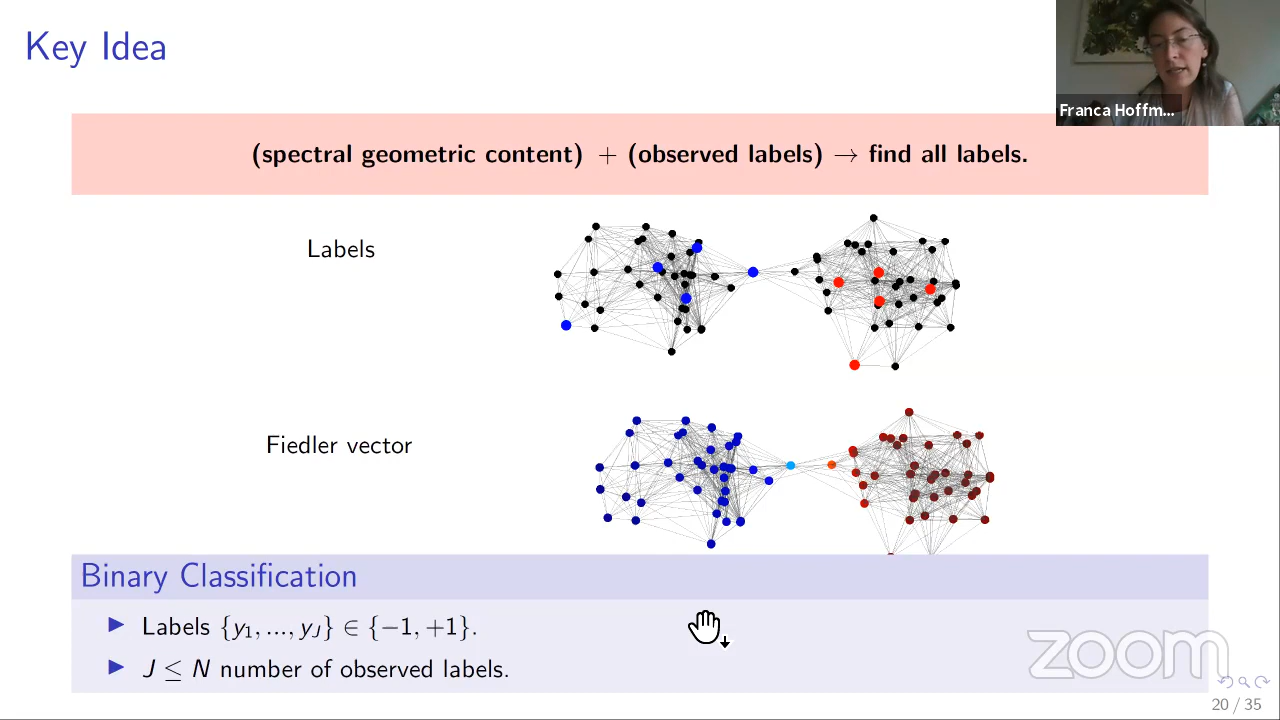 Key Idea
Franca Hoffm...
(spectral geometric content) + (observed labels) → find all labels.
Labels
Fiedler vector
Binary Classification
▶ Labels {y₁, ..., y_J} ∈ {−1, +1}.
▶ J ≤ N number of observed labels.
zoom
20 / 35